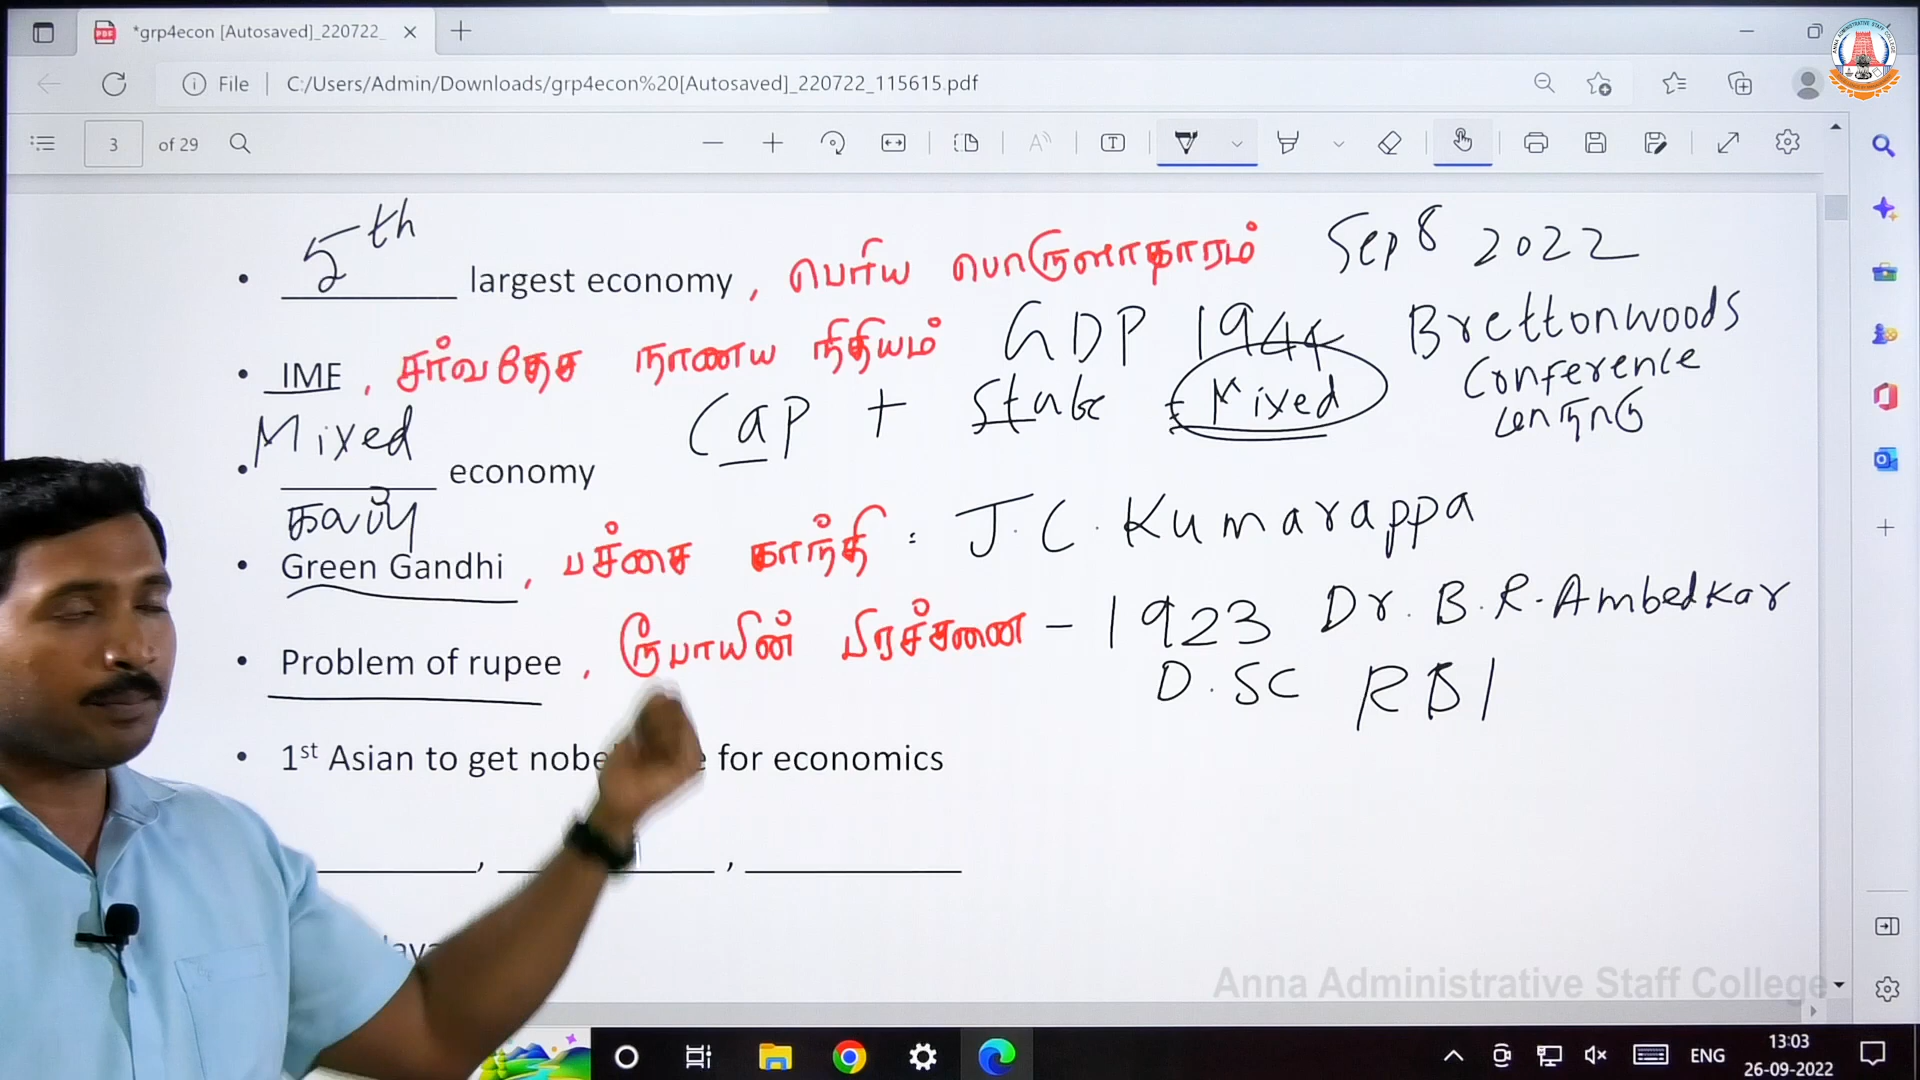 *grp4econ [Autosaved]_220722_
File C:/Users/Admin/Downloads/grp4econ%20[Autosaved]_220722_115615.pdf
3 of 29
5th largest economy , பெரிய பொருளாதாரம் Sep 8 2022
IMF , சர்வதேச நாணய நிதியம் GDP 1944 Brettonwoods
Conference
மாநாடு
Mixed economy Cap + State = Mixed
கலப்பு
Green Gandhi , பச்சை காந்தி : J.C. Kumarappa
Problem of rupee , ரூபாயின் பிரச்சனை - 1923 Dr. B.R. Ambedkar
D.SC RBI
1st Asian to get for economics
, ,
Anna Administrative Staff College
ENG
13:03
26-09-2022